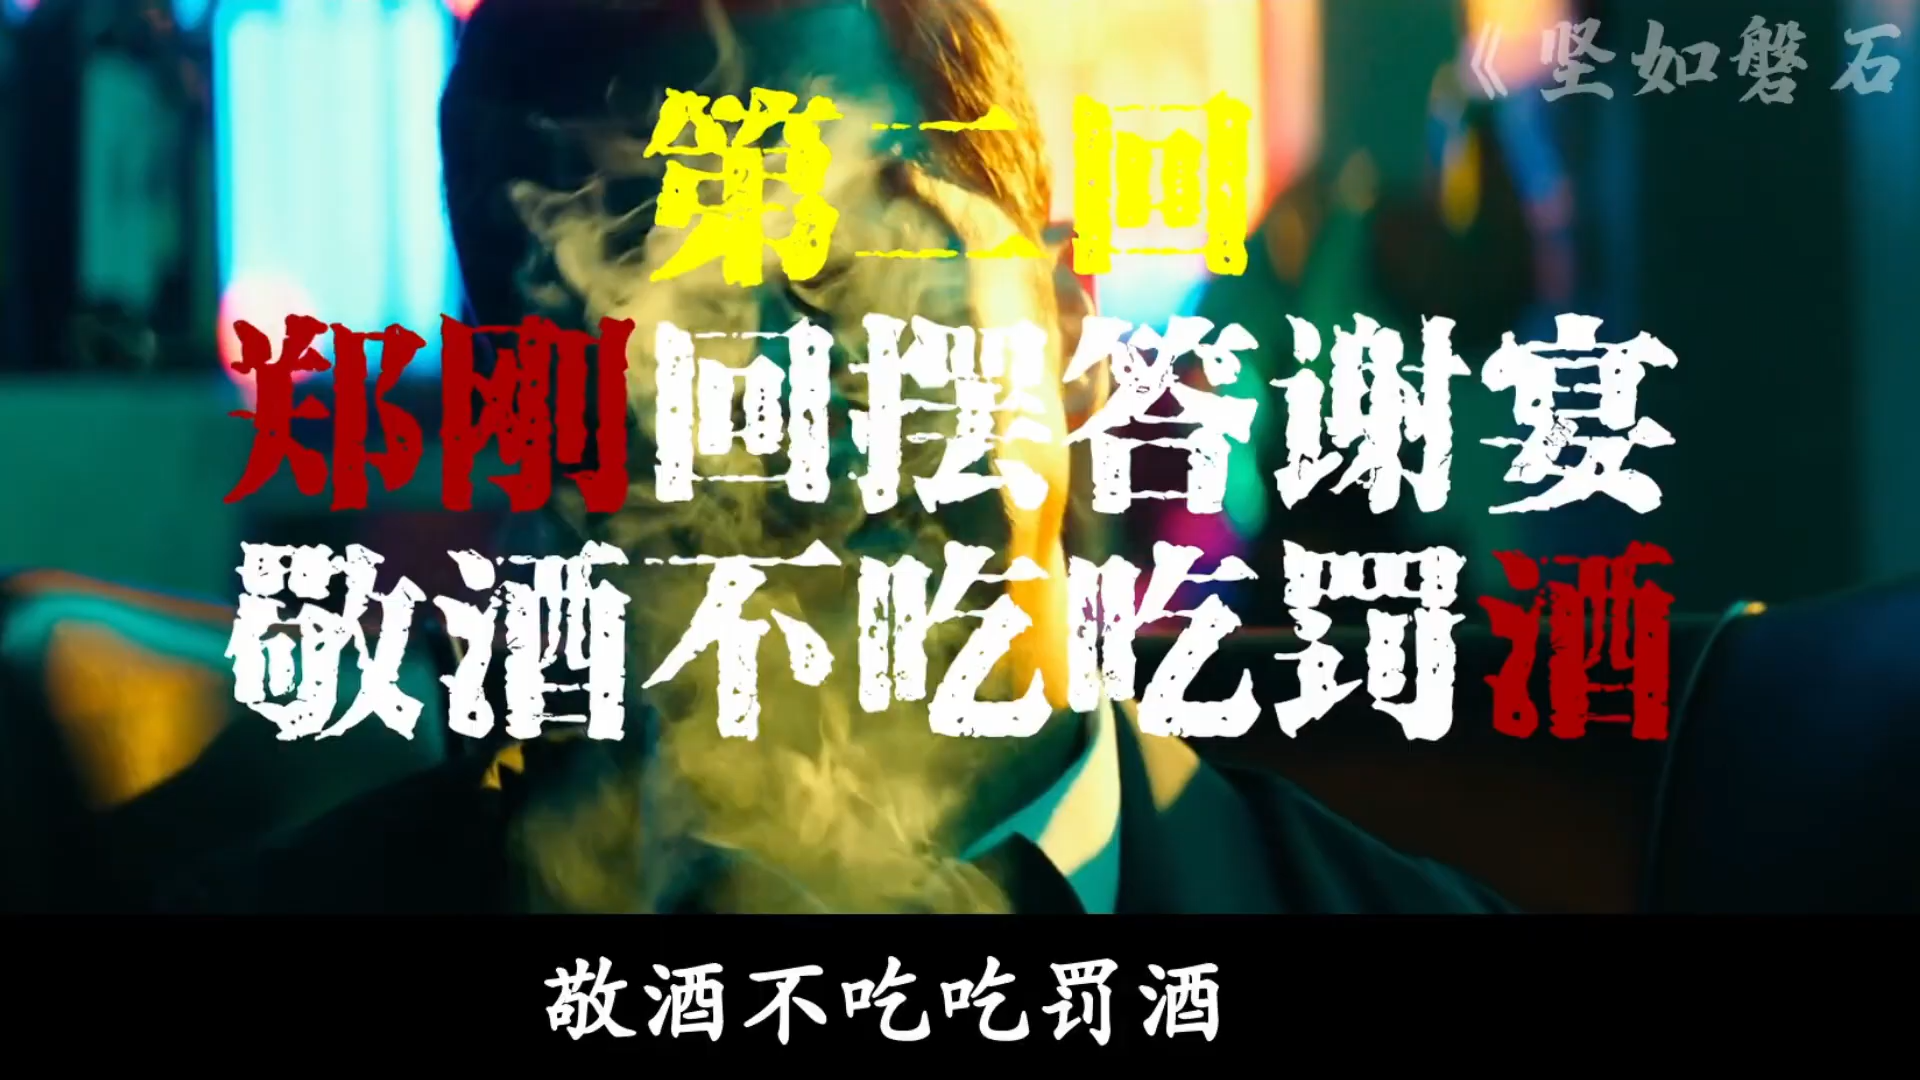 《坚如磐石
第二回
郑刚回摆答谢宴
敬酒不吃吃罚酒
敬酒不吃吃罚酒